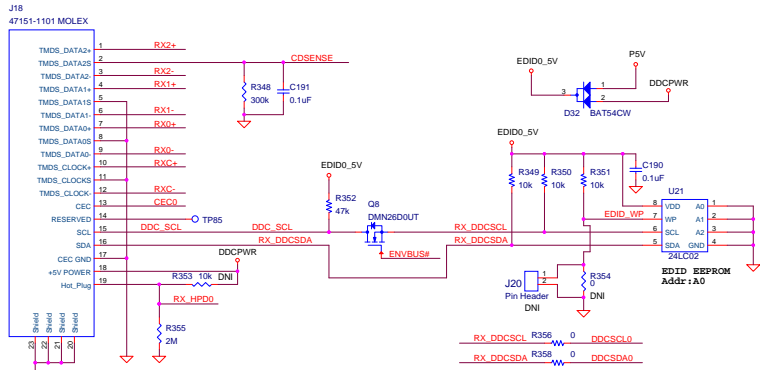 J18
47151-1101 MOLEX
TMDS_DATA2+ 1 RX2+
TMDS_DATA2S 2 CDSENSE
TMDS_DATA2- 3 RX2-
TMDS_DATA1+ 4 RX1+
TMDS_DATA1S 5
TMDS_DATA1- 6 RX1-
TMDS_DATA0+ 7 RX0+
TMDS_DATA0S 8
TMDS_DATA0- 9 RX0-
TMDS_CLOCK+ 10 RXC+
TMDS_CLOCKS 11
TMDS_CLOCK- 12 RXC-
CEC 13 CEC0
RESERVED 14 TP85
SCL 15 DDC_SCL DDC_SCL
SDA 16 RX_DDCSDA
CEC GND 17
+5V POWER 18
Hot_Plug 19
Shield Shield Shield Shield
23 22 21 20
R348
300k
C191
0.1uF
EDID0_5V
R352
47k
Q8
DMN26D0UT
ENVBUS#
DDCPWR
R353 10k
DNI
RX_HPD0
R355
2M
EDID0_5V
P5V
DDCPWR
3
1
2
D32 BAT54CW
EDID0_5V
R349
10k
R350
10k
R351
10k
C190
0.1uF
RX_DDCSCL
RX_DDCSDA
EDID_WP
U21
8 VDD A0 1
7 WP A1 2
6 SCL A2 3
5 SDA GND 4
24LC02
EDID EEPROM
Addr:A0
J20
1
2
Pin Header
DNI
R354
0
DNI
RX_DDCSCL R356 0 DDCSCL0
RX_DDCSDA R358 0 DDCSDA0